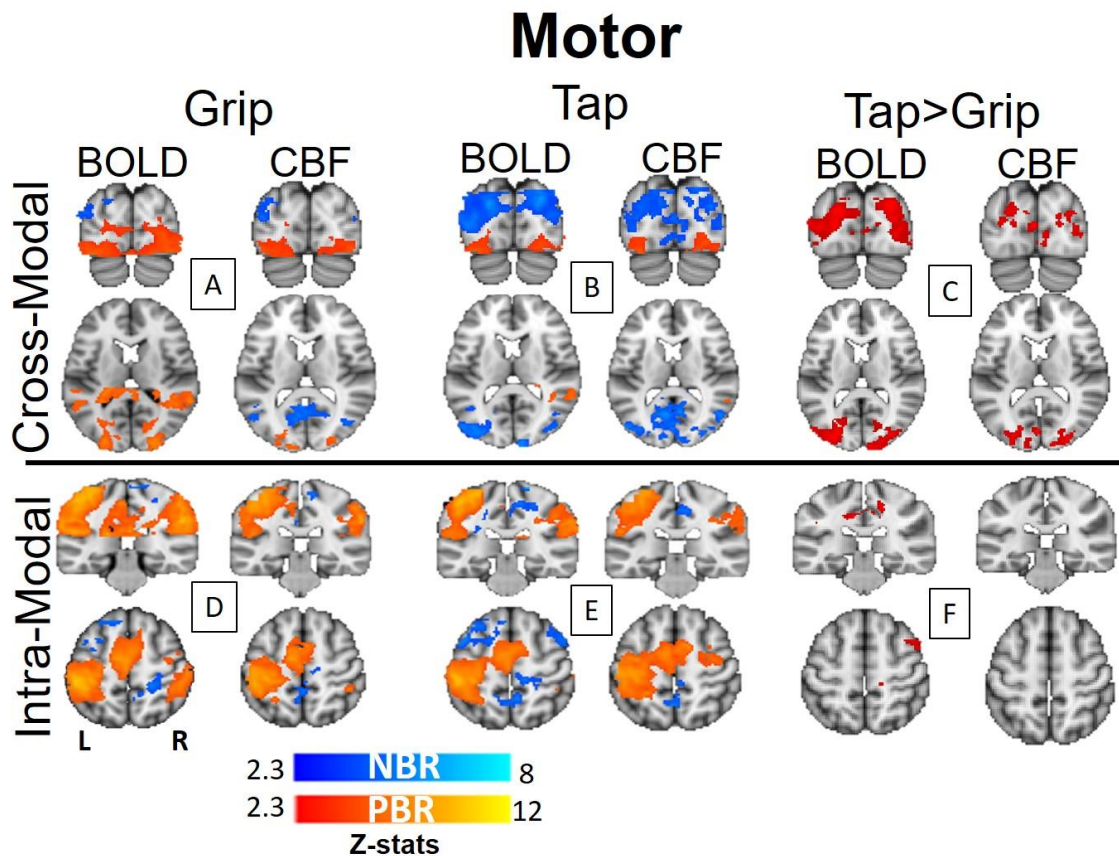 Motor
Grip Tap Tap>Grip
BOLD CBF BOLD CBF BOLD CBF
Cross-Modal
A B C
Intra-Modal
D E F
L R
2.3 NBR 8
2.3 PBR 12
Z-stats